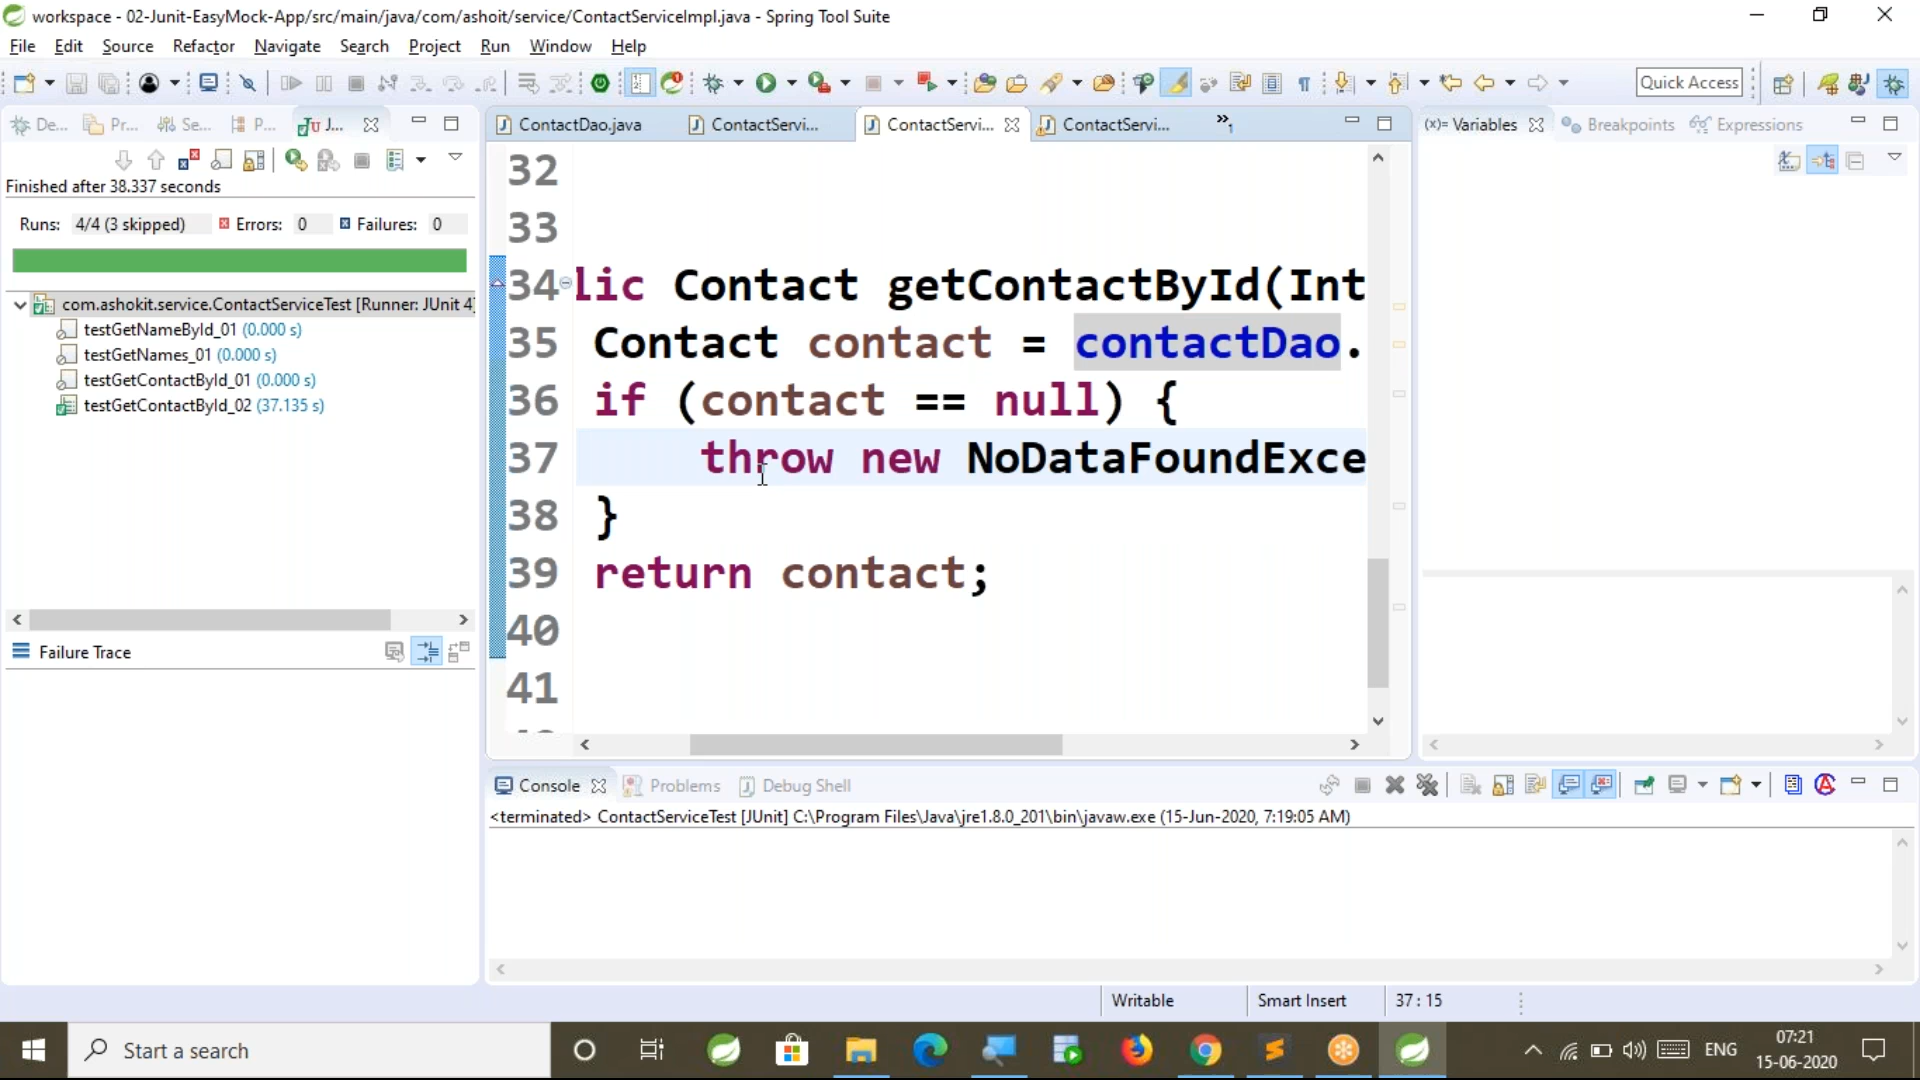 workspace - 02-Junit-EasyMock-App/src/main/java/com/ashoit/service/ContactServiceImpl.java - Spring Tool Suite
File Edit Source Refactor Navigate Search Project Run Window Help
Quick Access
De... Pr... Se... P... J...
ContactDao.java ContactServi... ContactServi... ContactServi... »1
(x)= Variables Breakpoints Expressions
Finished after 38.337 seconds
Runs: 4/4 (3 skipped) Errors: 0 Failures: 0
com.ashokit.service.ContactServiceTest [Runner: JUnit 4]
testGetNameById_01 (0.000 s)
testGetNames_01 (0.000 s)
testGetContactById_01 (0.000 s)
testGetContactById_02 (37.135 s)
Failure Trace
32
33
34 lic Contact getContactById(Int
35 Contact contact = contactDao.
36 if (contact == null) {
37 throw new NoDataFoundExce
38 }
39 return contact;
40
41
Console Problems Debug Shell
<terminated> ContactServiceTest [JUnit] C:\Program Files\Java\jre1.8.0_201\bin\javaw.exe (15-Jun-2020, 7:19:05 AM)
Writable Smart Insert 37 : 15
Start a search
ENG
07:21
15-06-2020